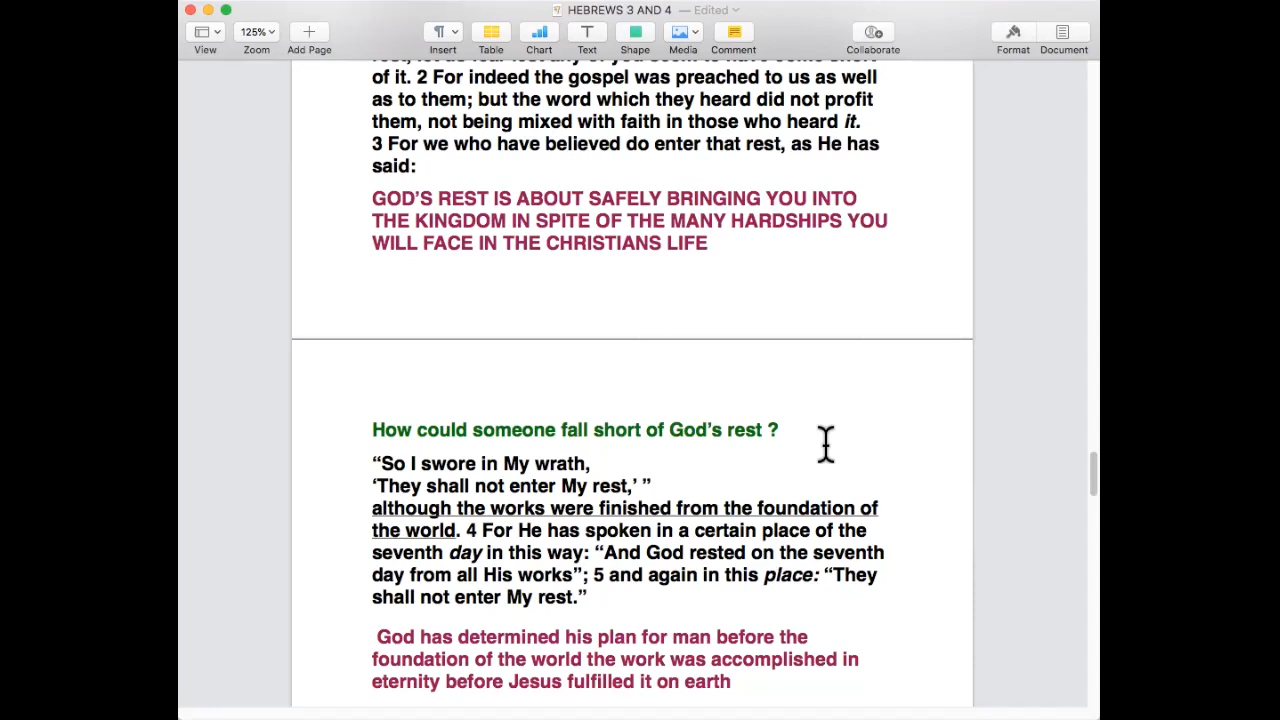 HEBREWS 3 AND 4 — Edited
125%
View Zoom Add Page Insert Table Chart Text Shape Media Comment Collaborate Format Document
of it. 2 For indeed the gospel was preached to us as well
as to them; but the word which they heard did not profit
them, not being mixed with faith in those who heard it.
3 For we who have believed do enter that rest, as He has
said:
GOD’S REST IS ABOUT SAFELY BRINGING YOU INTO
THE KINGDOM IN SPITE OF THE MANY HARDSHIPS YOU
WILL FACE IN THE CHRISTIANS LIFE
How could someone fall short of God’s rest ?
“So I swore in My wrath,
‘They shall not enter My rest,’ ”
although the works were finished from the foundation of
the world. 4 For He has spoken in a certain place of the
seventh day in this way: “And God rested on the seventh
day from all His works”; 5 and again in this place: “They
shall not enter My rest.”
God has determined his plan for man before the
foundation of the world the work was accomplished in
eternity before Jesus fulfilled it on earth